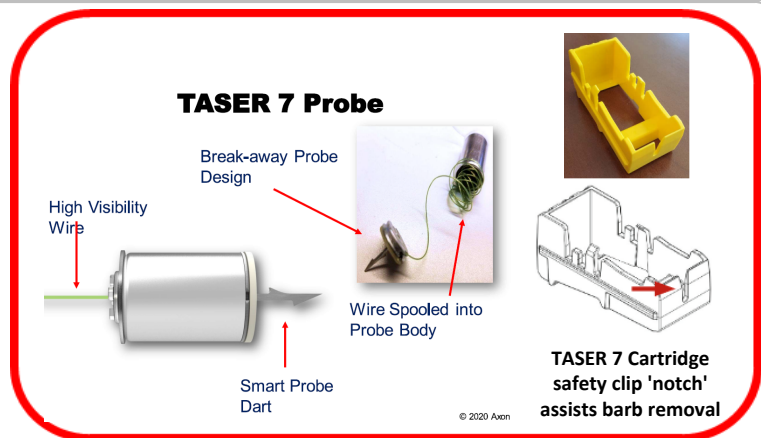 TASER 7 Probe
Break-away Probe
Design
High Visibility
Wire
Wire Spooled into
Probe Body
Smart Probe
Dart
© 2020 Axon
TASER 7 Cartridge
safety clip 'notch'
assists barb removal